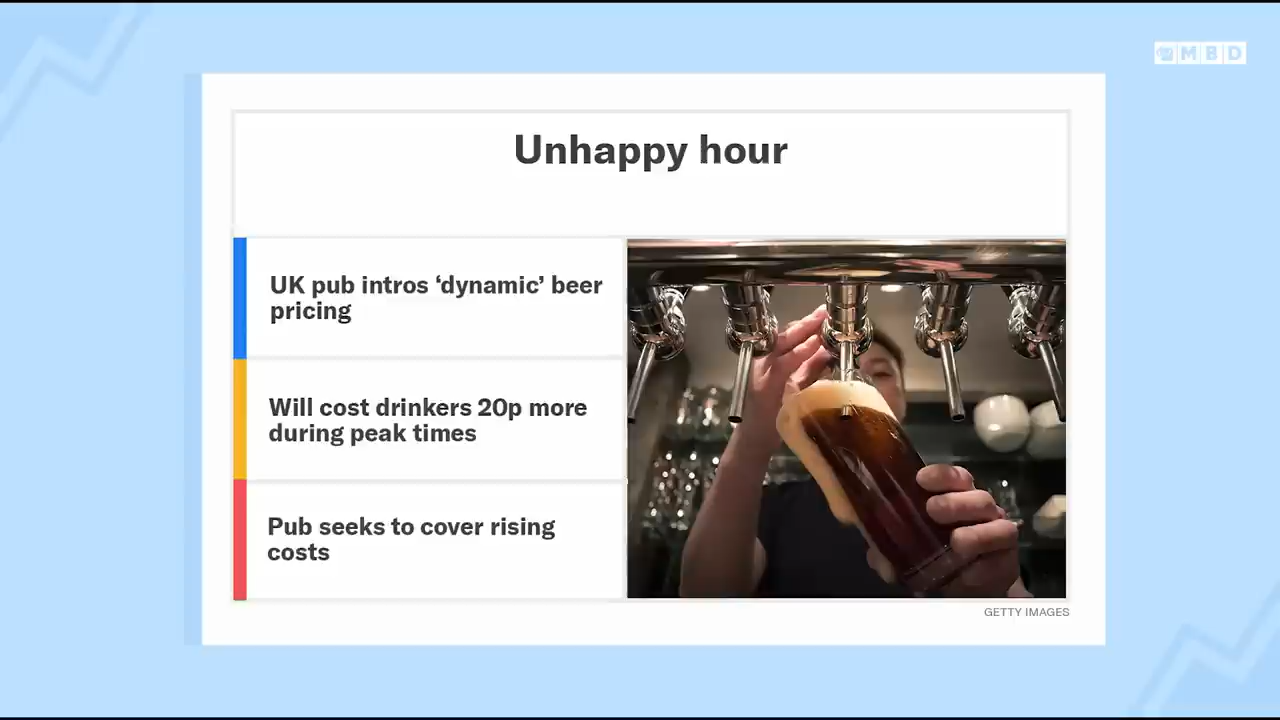 MBD
Unhappy hour
UK pub intros ‘dynamic’ beer
pricing
Will cost drinkers 20p more
during peak times
Pub seeks to cover rising
costs
GETTY IMAGES